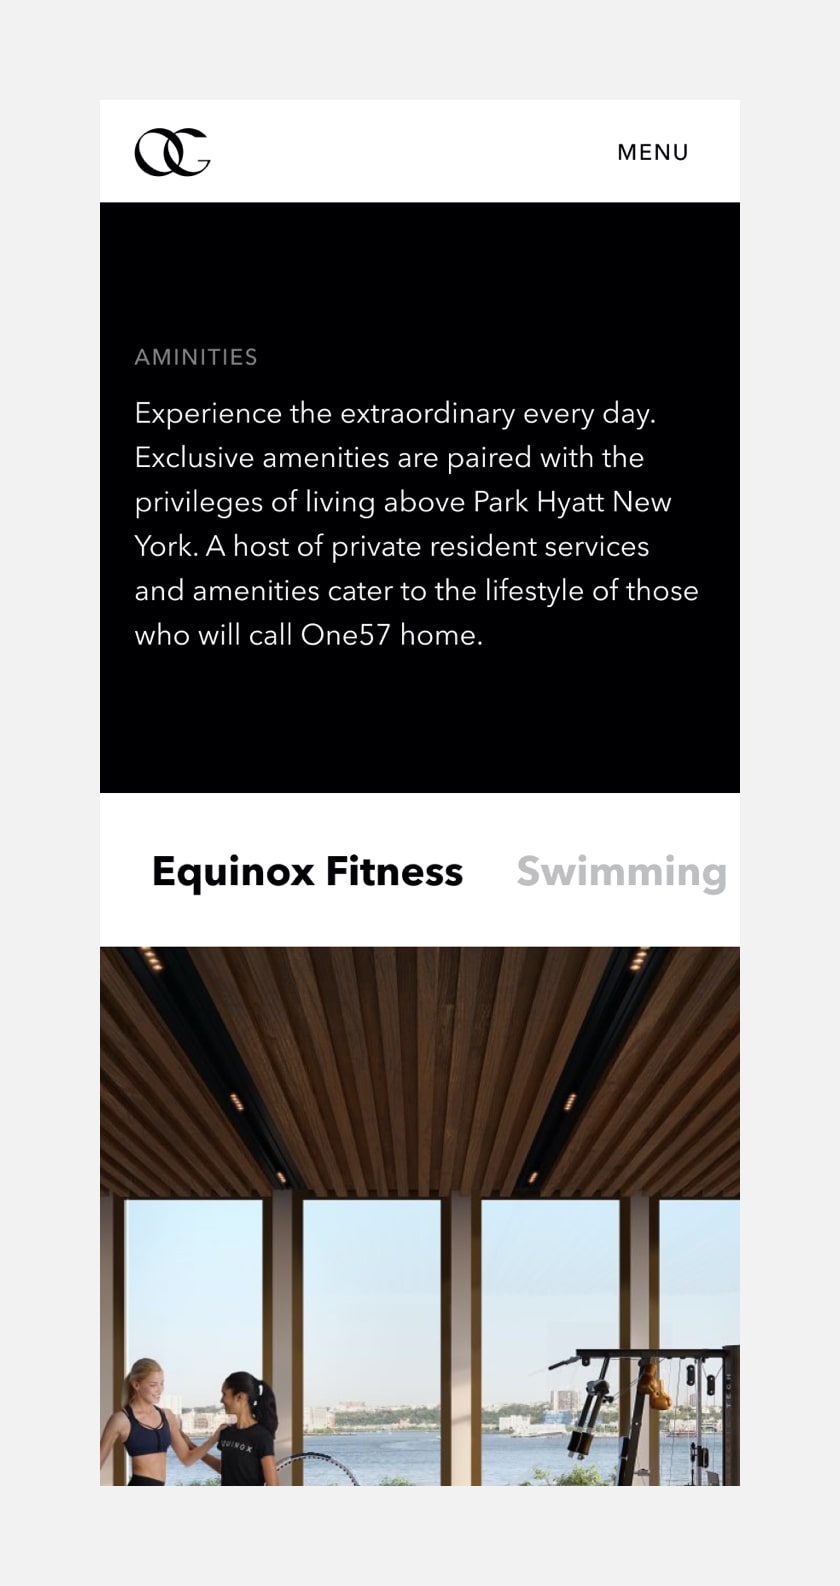 OG
MENU
AMINITIES
Experience the extraordinary every day.
Exclusive amenities are paired with the
privileges of living above Park Hyatt New
York. A host of private resident services
and amenities cater to the lifestyle of those
who will call One57 home.
Equinox Fitness Swimming
EQUINOX
TECH